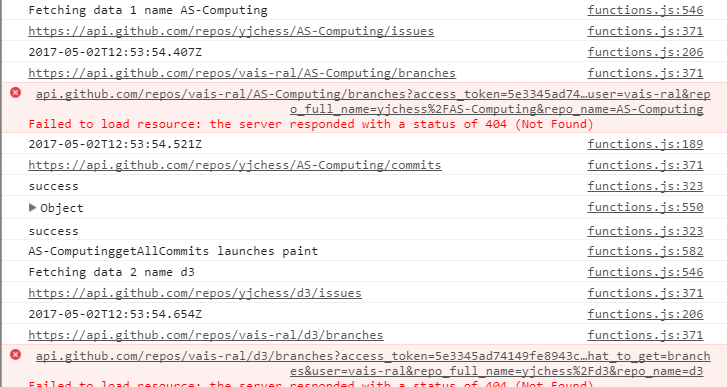 Fetching data 1 name AS-Computing functions.js:546
https://api.github.com/repos/yjchess/AS-Computing/issues functions.js:371
2017-05-02T12:53:54.407Z functions.js:206
https://api.github.com/repos/vais-ral/AS-Computing/branches functions.js:371
api.github.com/repos/vais-ral/AS-Computing/branches?access_token=5e3345ad74…user=vais-ral&rep
o_full_name=yjchess%2FAS-Computing&repo_name=AS-Computing
Failed to load resource: the server responded with a status of 404 (Not Found)
2017-05-02T12:53:54.521Z functions.js:189
https://api.github.com/repos/yjchess/AS-Computing/commits functions.js:371
success functions.js:323
Object functions.js:550
success functions.js:323
AS-ComputinggetAllCommits launches paint functions.js:582
Fetching data 2 name d3 functions.js:546
https://api.github.com/repos/yjchess/d3/issues functions.js:371
2017-05-02T12:53:54.654Z functions.js:206
https://api.github.com/repos/vais-ral/d3/branches functions.js:371
api.github.com/repos/vais-ral/d3/branches?access_token=5e3345ad74149fe8943c…hat_to_get=branch
es&user=vais-ral&repo_full_name=yjchess%2Fd3&repo_name=d3
Failed to load resource: the server responded with a status of 404 (Not Found)